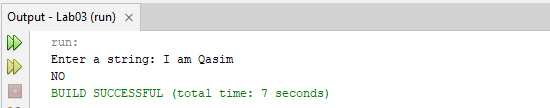 Output - Lab03 (run) ×
run:
Enter a string: I am Qasim
NO
BUILD SUCCESSFUL (total time: 7 seconds)